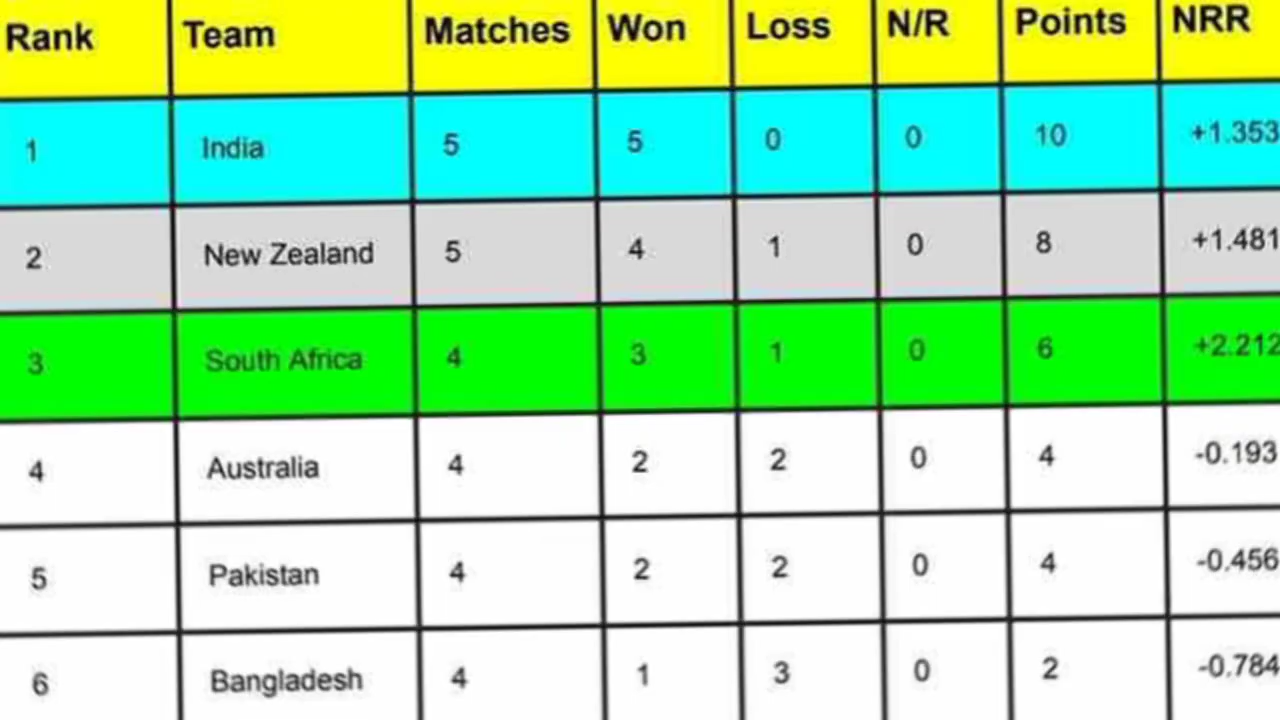 Rank Team Matches Won Loss N/R Points NRR
1 India 5 5 0 0 10 +1.353
2 New Zealand 5 4 1 0 8 +1.481
3 South Africa 4 3 1 0 6 +2.212
4 Australia 4 2 2 0 4 -0.193
5 Pakistan 4 2 2 0 4 -0.456
6 Bangladesh 4 1 3 0 2 -0.784